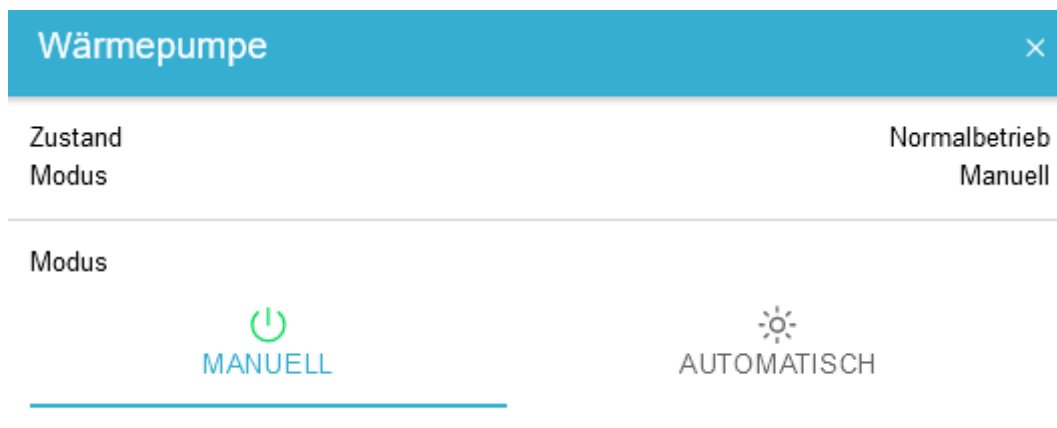 Wärmepumpe ×
Zustand Normalbetrieb
Modus Manuell
Modus
MANUELL AUTOMATISCH